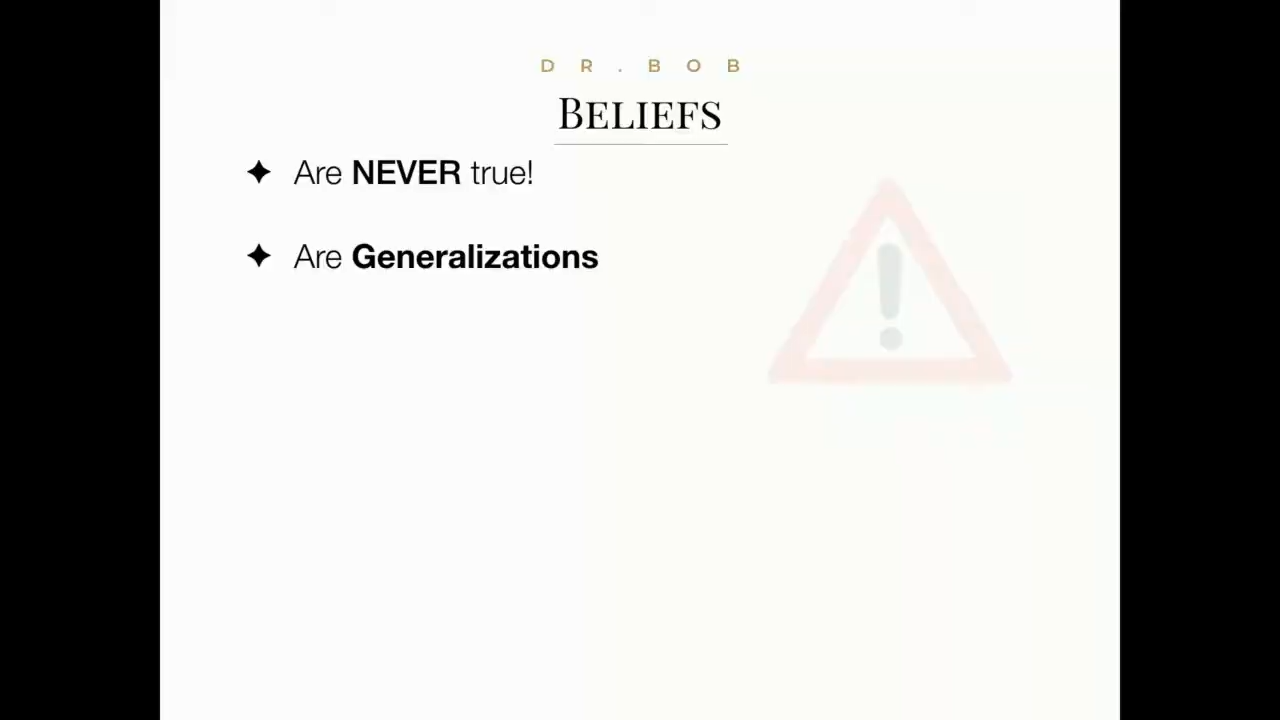 DR.BOB
BELIEFS
✦ Are NEVER true!
✦ Are Generalizations